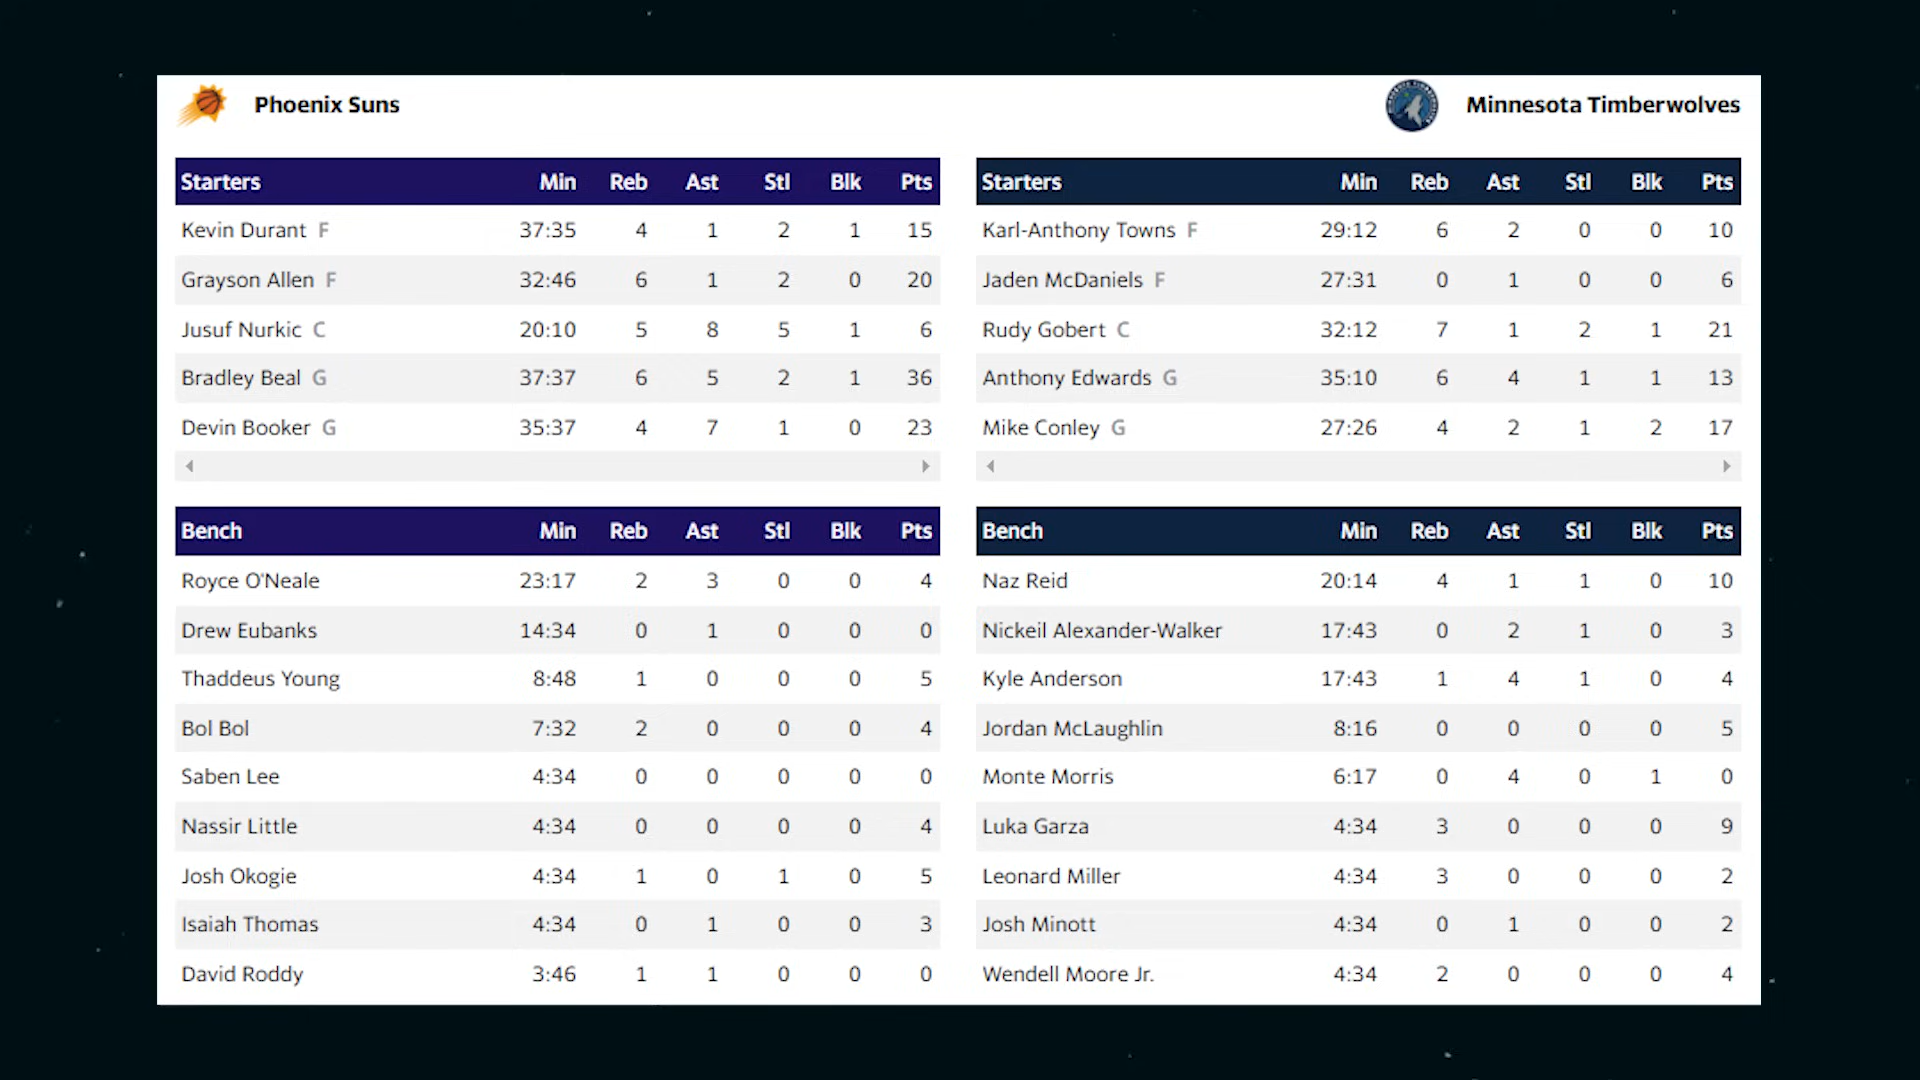 Phoenix Suns
Minnesota Timberwolves
Starters Min Reb Ast Stl Blk Pts
Kevin Durant F 37:35 4 1 2 1 15
Grayson Allen F 32:46 6 1 2 0 20
Jusuf Nurkic C 20:10 5 8 5 1 6
Bradley Beal G 37:37 6 5 2 1 36
Devin Booker G 35:37 4 7 1 0 23
Bench Min Reb Ast Stl Blk Pts
Royce O'Neale 23:17 2 3 0 0 4
Drew Eubanks 14:34 0 1 0 0 0
Thaddeus Young 8:48 1 0 0 0 5
Bol Bol 7:32 2 0 0 0 4
Saben Lee 4:34 0 0 0 0 0
Nassir Little 4:34 0 0 0 0 4
Josh Okogie 4:34 1 0 1 0 5
Isaiah Thomas 4:34 0 1 0 0 3
David Roddy 3:46 1 1 0 0 0
Starters Min Reb Ast Stl Blk Pts
Karl-Anthony Towns F 29:12 6 2 0 0 10
Jaden McDaniels F 27:31 0 1 0 0 6
Rudy Gobert C 32:12 7 1 2 1 21
Anthony Edwards G 35:10 6 4 1 1 13
Mike Conley G 27:26 4 2 1 2 17
Bench Min Reb Ast Stl Blk Pts
Naz Reid 20:14 4 1 1 0 10
Nickeil Alexander-Walker 17:43 0 2 1 0 3
Kyle Anderson 17:43 1 4 1 0 4
Jordan McLaughlin 8:16 0 0 0 0 5
Monte Morris 6:17 0 4 0 1 0
Luka Garza 4:34 3 0 0 0 9
Leonard Miller 4:34 3 0 0 0 2
Josh Minott 4:34 0 1 0 0 2
Wendell Moore Jr. 4:34 2 0 0 0 4